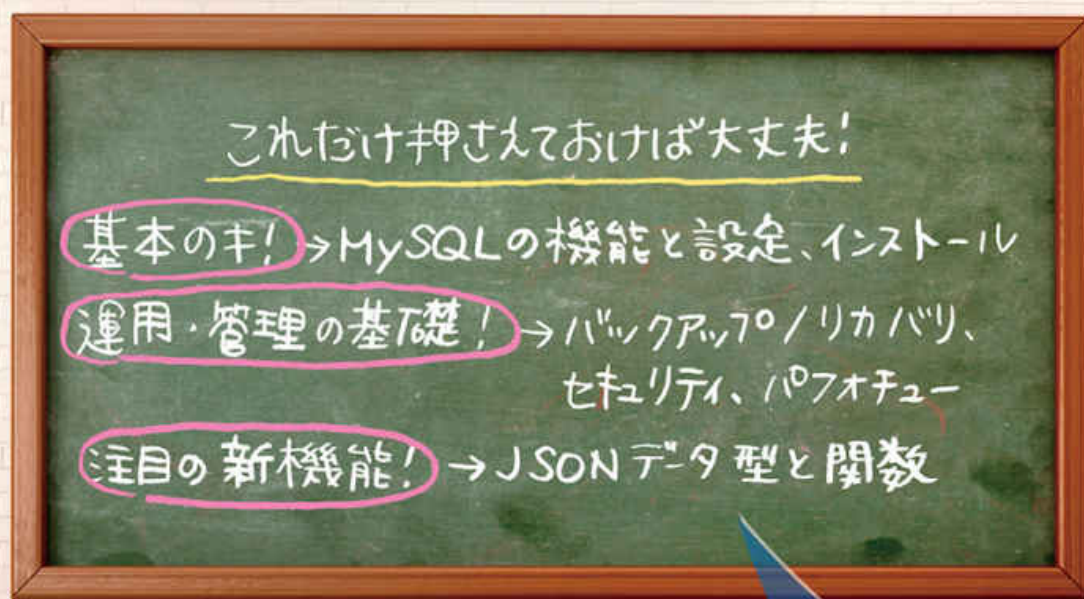 これだけ押さえておけば大丈夫!
基本のキ!→MySQLの機能と設定、インストール
運用・管理の基礎!→バックアップ/リカバリ、
セキュリティ、パフォチュー
注目の新機能!→JSONデータ型と関数